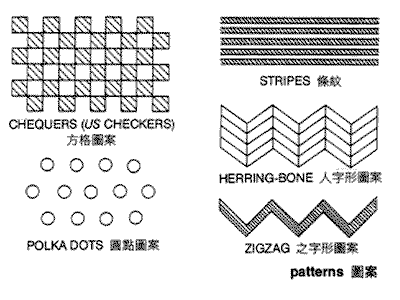 CHEQUERS (US CHECKERS)
方格圖案
POLKA DOTS 圓點圖案
STRIPES 條紋
HERRING-BONE 人字形圖案
ZIGZAG 之字形圖案
patterns 圖案